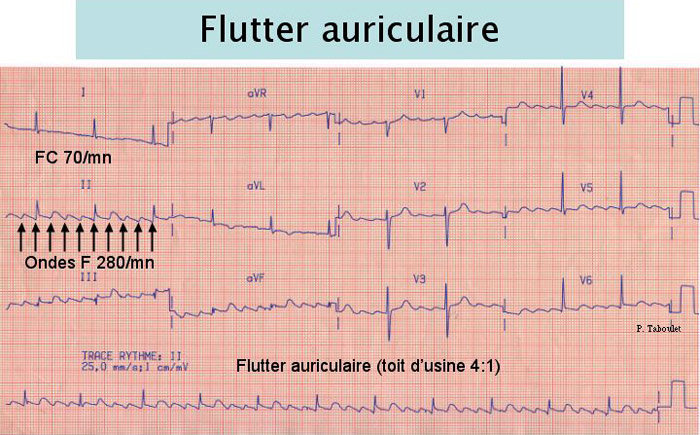 Flutter auriculaire
I
aVR
V1
V4
FC 70/mn
II
aVL
V2
V5
Ondes F 280/mn
III
aVF
V3
V6
P. Taboulet
TRACE RYTHME: II
25,0 mm/s;1 cm/mV
Flutter auriculaire (toit d'usine 4:1)